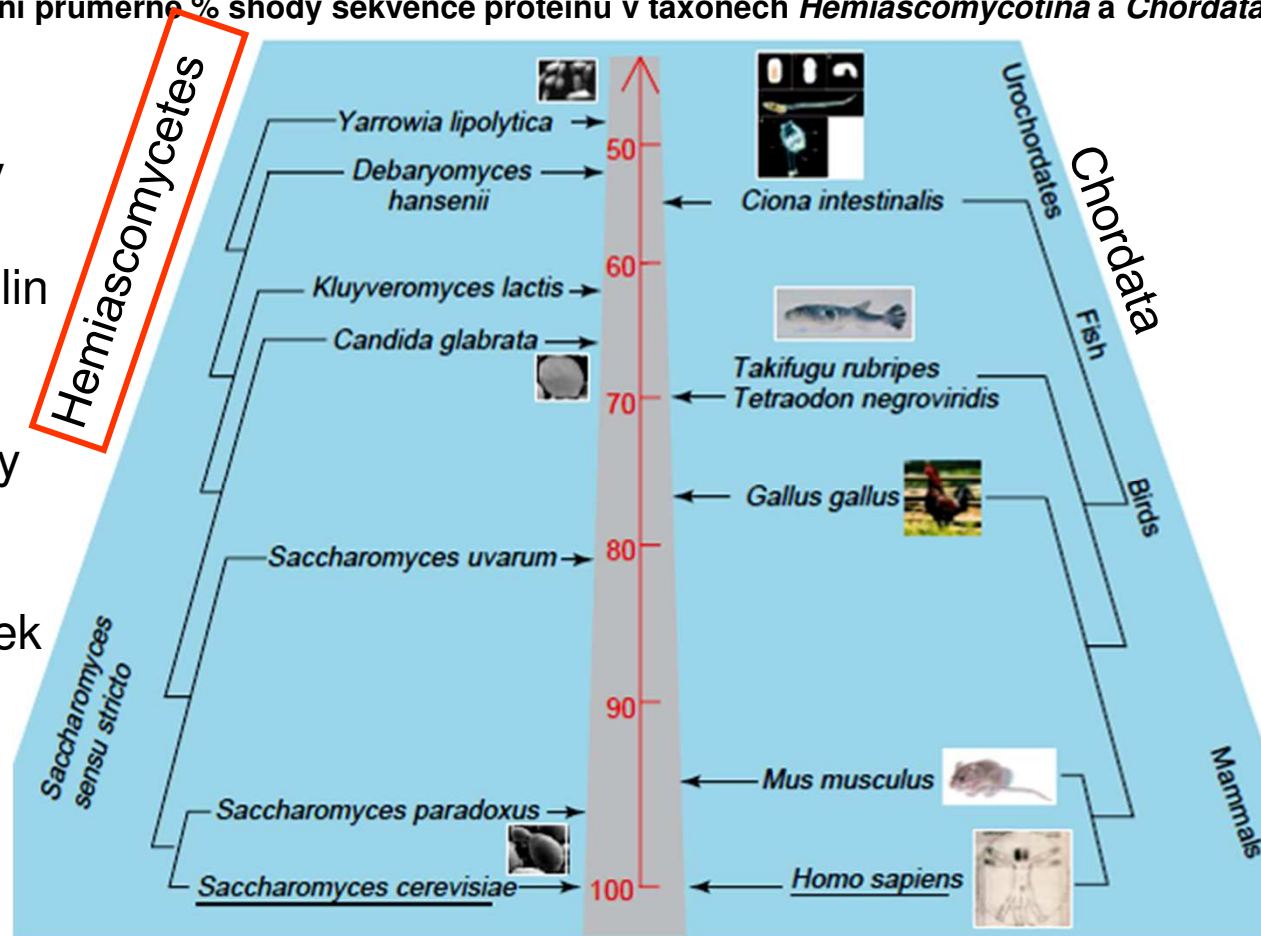 ní průměrné % shody sekvence proteinů v taxonech Hemiascomycotina a Chordata
Hemiascomycetes
lin
y
ek
Yarrowia lipolytica
Debaryomyces
hansenii
Kluyveromyces lactis
Candida glabrata
Saccharomyces uvarum
Saccharomyces
sensu stricto
Saccharomyces paradoxus
Saccharomyces cerevisiae
50
60
70
80
90
100
Ciona intestinalis
Takifugu rubripes
Tetraodon negroviridis
Gallus gallus
Mus musculus
Homo sapiens
Urochordates
Fish
Birds
Mammals
Chordata